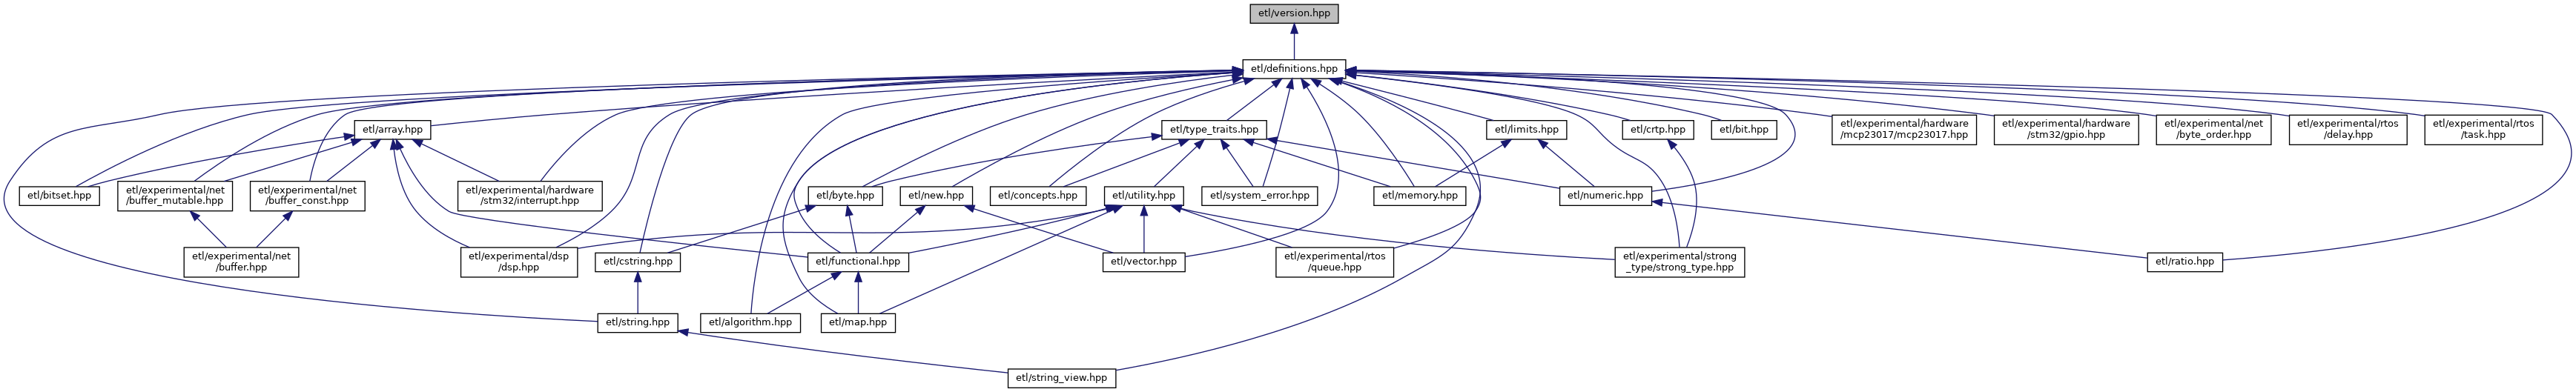 etl/version.hpp
etl/definitions.hpp
etl/array.hpp
etl/type_traits.hpp
etl/limits.hpp
etl/crtp.hpp
etl/bit.hpp
etl/experimental/hardware
/mcp23017/mcp23017.hpp
etl/experimental/hardware
/stm32/gpio.hpp
etl/experimental/net
/byte_order.hpp
etl/experimental/rtos
/delay.hpp
etl/experimental/rtos
/task.hpp
etl/bitset.hpp
etl/experimental/net
/buffer_mutable.hpp
etl/experimental/net
/buffer_const.hpp
etl/experimental/hardware
/stm32/interrupt.hpp
etl/byte.hpp
etl/new.hpp
etl/concepts.hpp
etl/utility.hpp
etl/system_error.hpp
etl/memory.hpp
etl/numeric.hpp
etl/experimental/net
/buffer.hpp
etl/experimental/dsp
/dsp.hpp
etl/cstring.hpp
etl/functional.hpp
etl/vector.hpp
etl/experimental/rtos
/queue.hpp
etl/experimental/strong
_type/strong_type.hpp
etl/ratio.hpp
etl/string.hpp
etl/algorithm.hpp
etl/map.hpp
etl/string_view.hpp